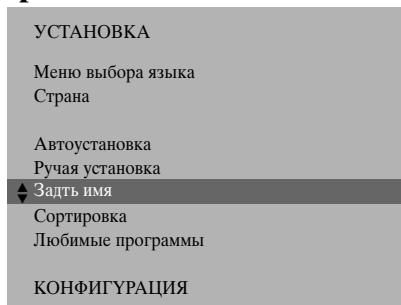 УСТАНОВКА
Меню выбора языка
Страна
Автоустановка
Ручая установка
Задть имя
Сортировка
Любимые программы
КОНФИГУРАЦИЯ